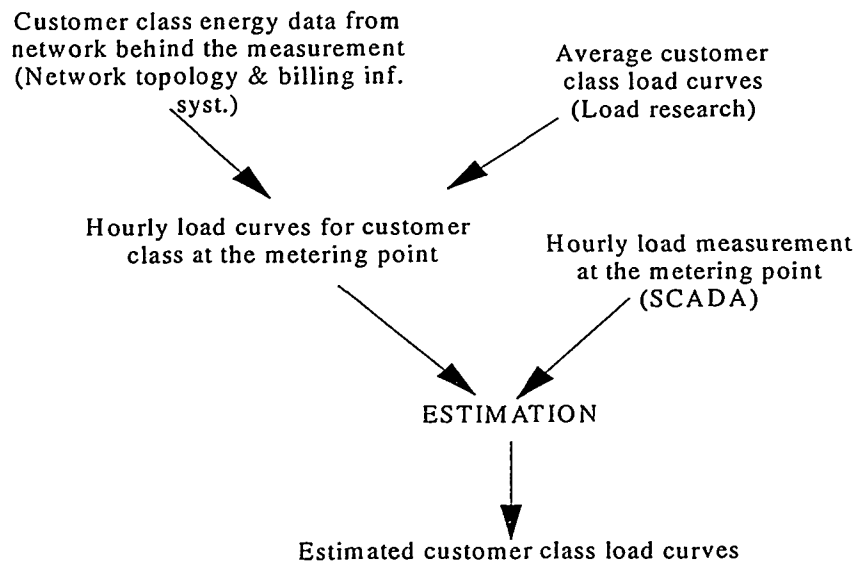 Customer class energy data from
network behind the measurement
(Network topology & billing inf.
syst.)
Average customer
class load curves
(Load research)
Hourly load curves for customer
class at the metering point
Hourly load measurement
at the metering point
(SCADA)
ESTIMATION
Estimated customer class load curves